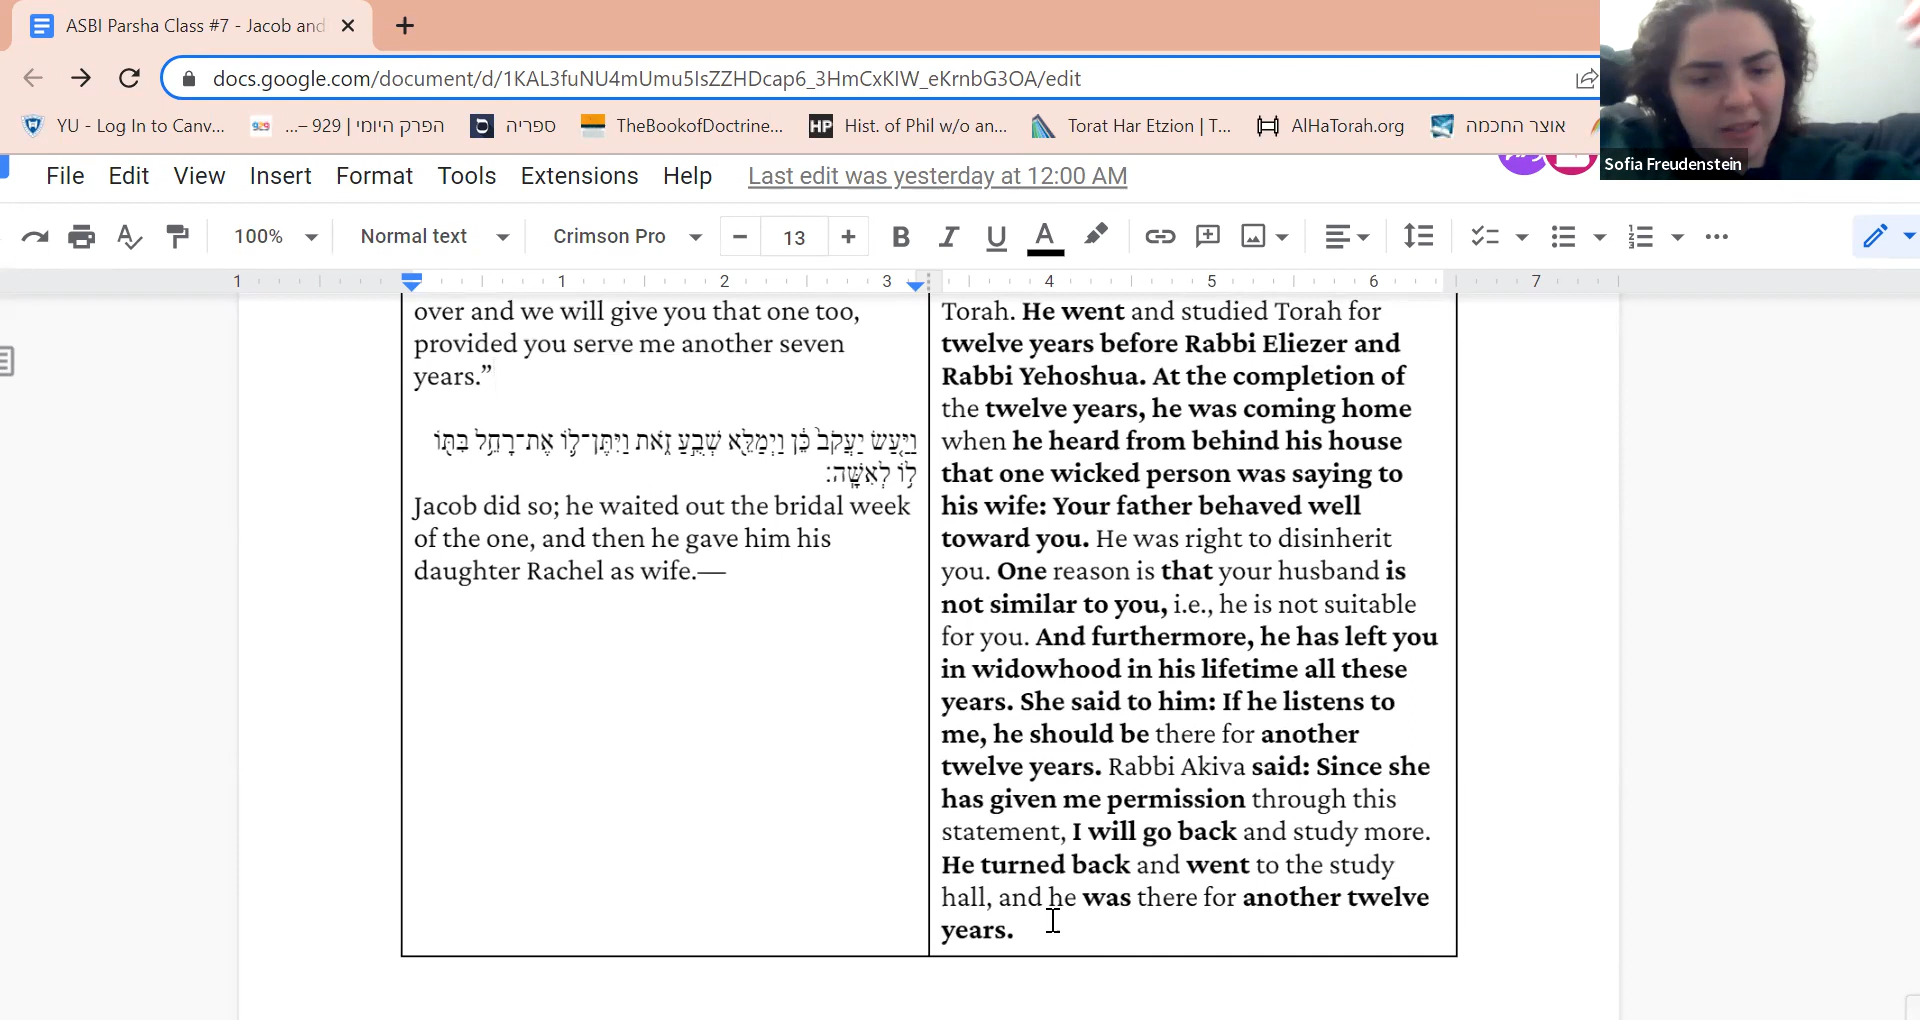 ASBI Parsha Class #7 - Jacob and
docs.google.com/document/d/1KAL3fuNU4mUmu5IsZZHDcap6_3HmCxKIW_eKrnbG3OA/edit
YU - Log In to Canv...
929
הפרק היומי | 929 –...
ספריה
TheBookofDoctrine...
HP
Hist. of Phil w/o an...
Torat Har Etzion | T...
AlHaTorah.org
אוצר החכמה
Sofia Freudenstein
File Edit View Insert Format Tools Extensions Help Last edit was yesterday at 12:00 AM
100% Normal text Crimson Pro 13 B I U A
1 1 2 3 4 5 6 7
over and we will give you that one too,
provided you serve me another seven
years.”
וַיַּ֤עַשׂ יַעֲקֹב֙ כֵּ֔ן וַיְמַלֵּ֖א שְׁבֻ֣עַ זֹ֑את וַיִּתֶּן־ל֛וֹ אֶת־רָחֵ֥ל בִּתּ֖וֹ
ל֥וֹ לְאִשָּֽׁה׃
Jacob did so; he waited out the bridal week
of the one, and then he gave him his
daughter Rachel as wife.—
Torah. He went and studied Torah for
twelve years before Rabbi Eliezer and
Rabbi Yehoshua. At the completion of
the twelve years, he was coming home
when he heard from behind his house
that one wicked person was saying to
his wife: Your father behaved well
toward you. He was right to disinherit
you. One reason is that your husband is
not similar to you, i.e., he is not suitable
for you. And furthermore, he has left you
in widowhood in his lifetime all these
years. She said to him: If he listens to
me, he should be there for another
twelve years. Rabbi Akiva said: Since she
has given me permission through this
statement, I will go back and study more.
He turned back and went to the study
hall, and he was there for another twelve
years.